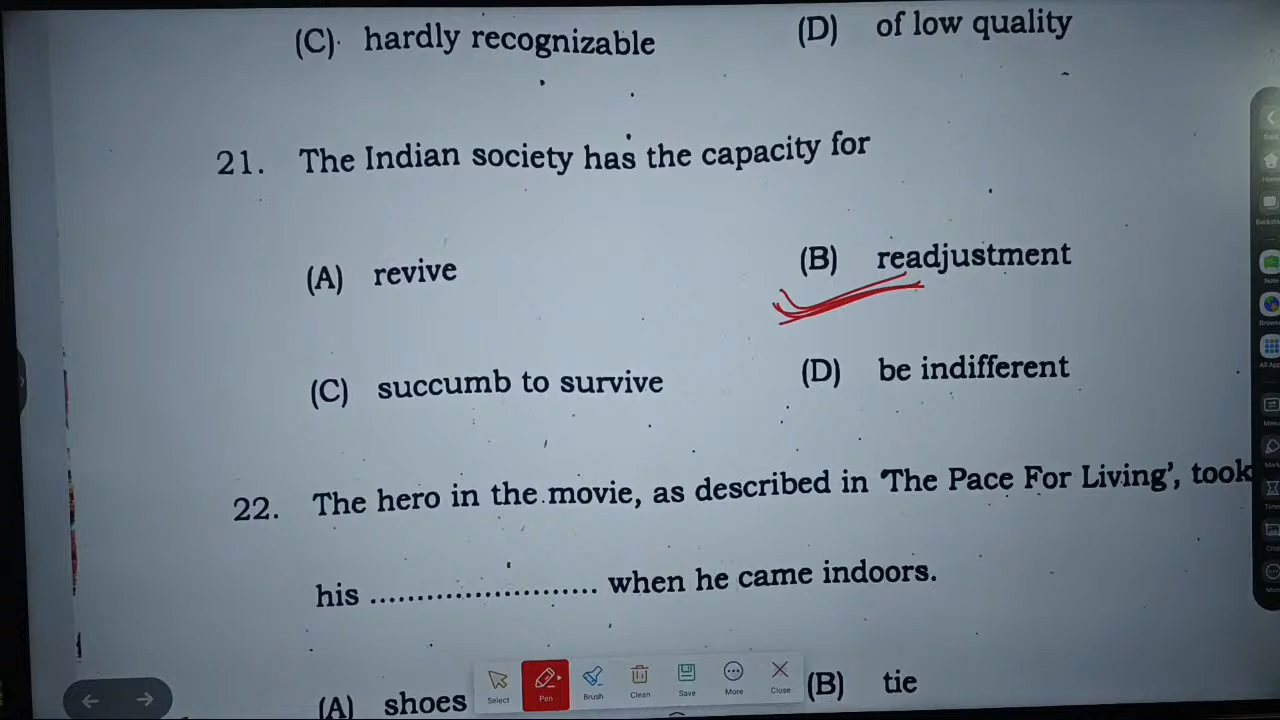 (C) hardly recognizable (D) of low quality
21. The Indian society has the capacity for
(A) revive (B) readjustment
(C) succumb to survive (D) be indifferent
22. The hero in the movie, as described in 'The Pace For Living', took
his ........................ when he came indoors.
(A) shoes (B) tie
Select Pen Brush Clean Save More Close